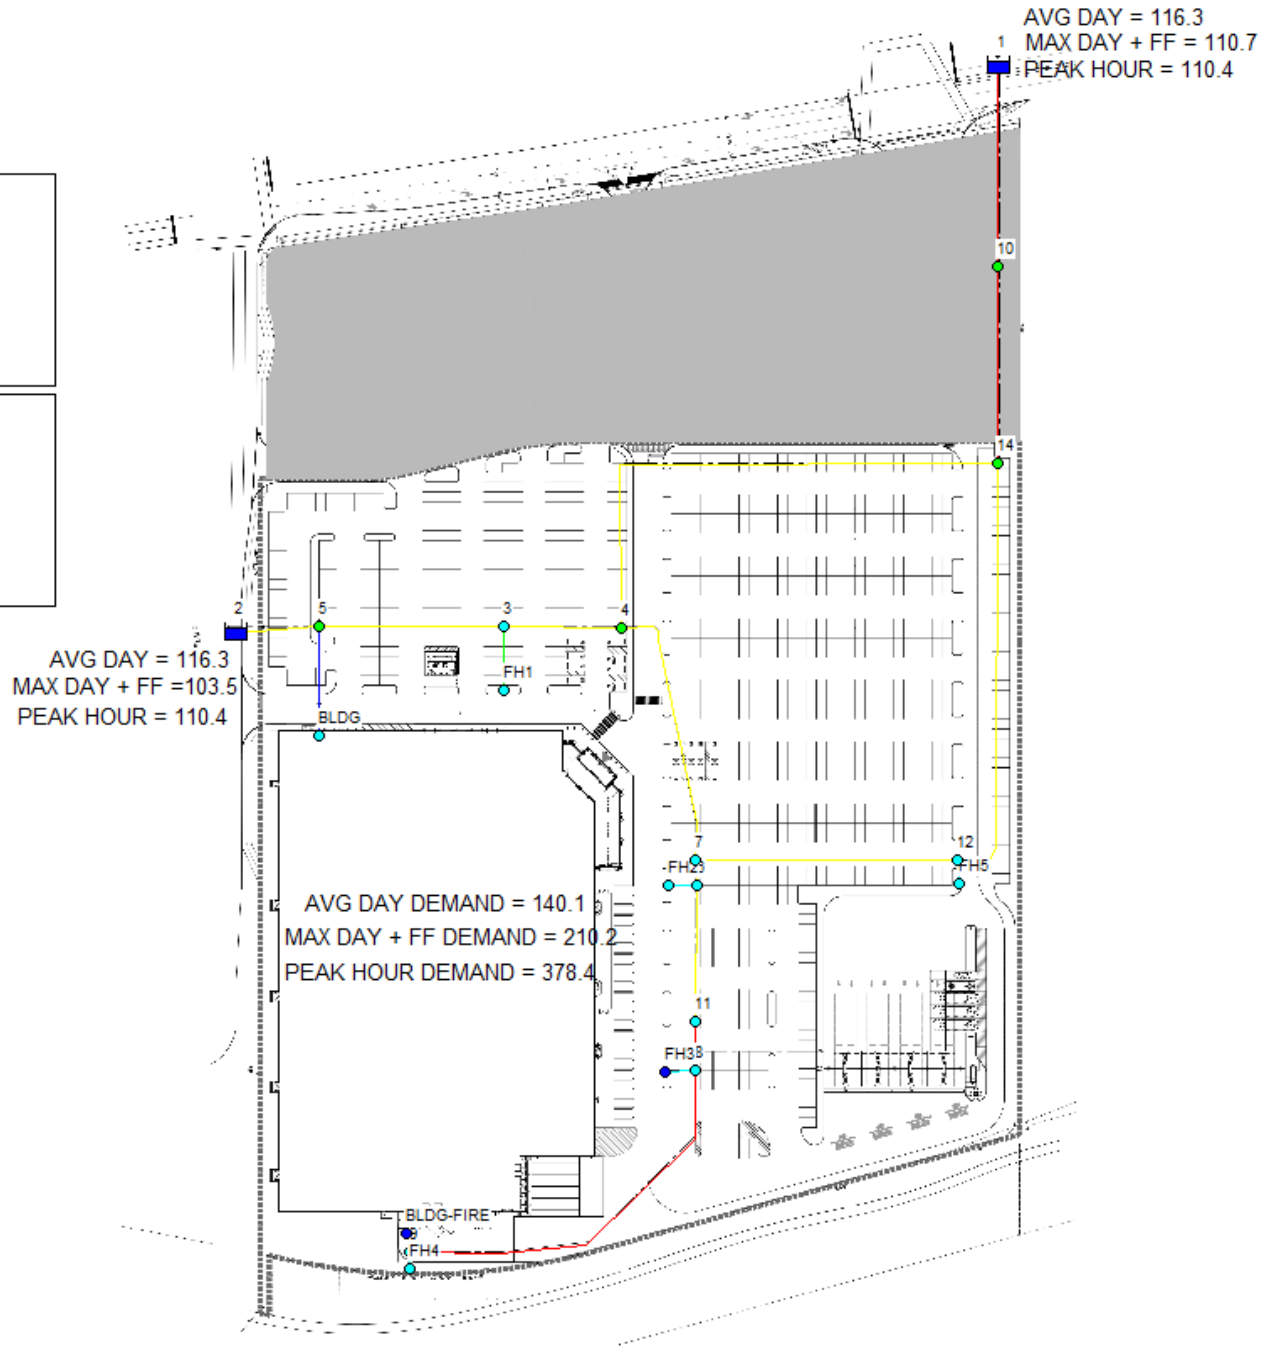 AVG DAY = 116.3
1
MAX DAY + FF = 110.7
PEAK HOUR = 110.4
10
14
2
5
3
4
AVG DAY = 116.3
MAX DAY + FF =103.5
PEAK HOUR = 110.4
FH1
BLDG
7
12
FH5
AVG DAY DEMAND = 140.1
MAX DAY + FF DEMAND = 210.2
PEAK HOUR DEMAND = 378.4
11
BLDG-FIRE
FH4